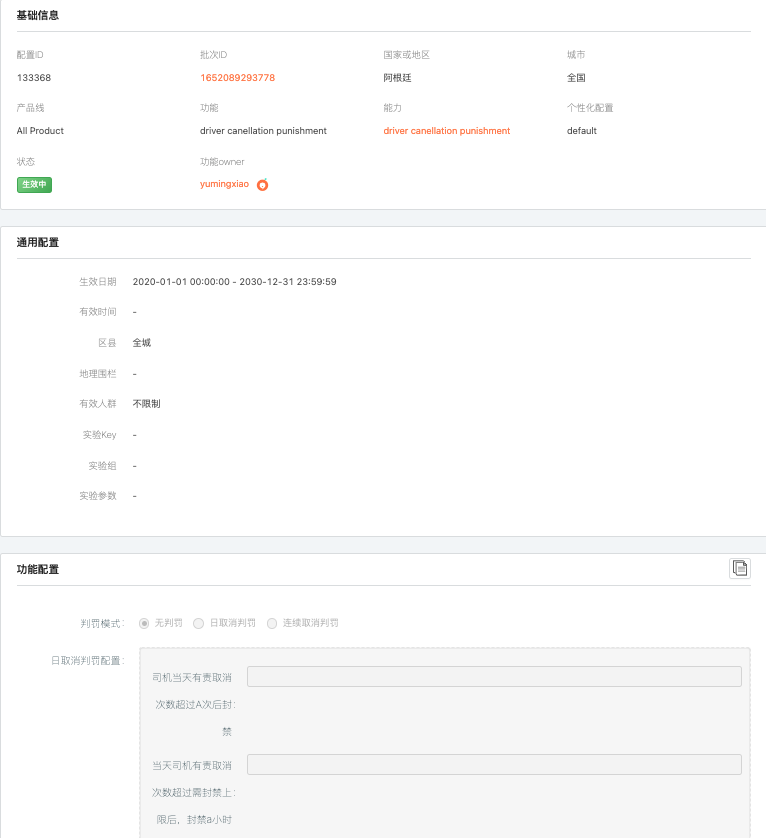 基础信息
配置ID 批次ID 国家或地区 城市
133368 1652089293778 阿根廷 全国
产品线 功能 能力 个性化配置
All Product driver canellation punishment driver canellation punishment default
状态 功能owner
生效中 yumingxiao
通用配置
生效日期 2020-01-01 00:00:00 - 2030-12-31 23:59:59
有效时间 -
区县 全城
地理围栏 -
有效人群 不限制
实验Key -
实验组 -
实验参数 -
功能配置
判罚模式: 无判罚 日取消判罚 连续取消判罚
日取消判罚配置:
司机当天有责取消
次数超过A次后封:
禁
当天司机有责取消
次数超过需封禁上:
限后，封禁a小时